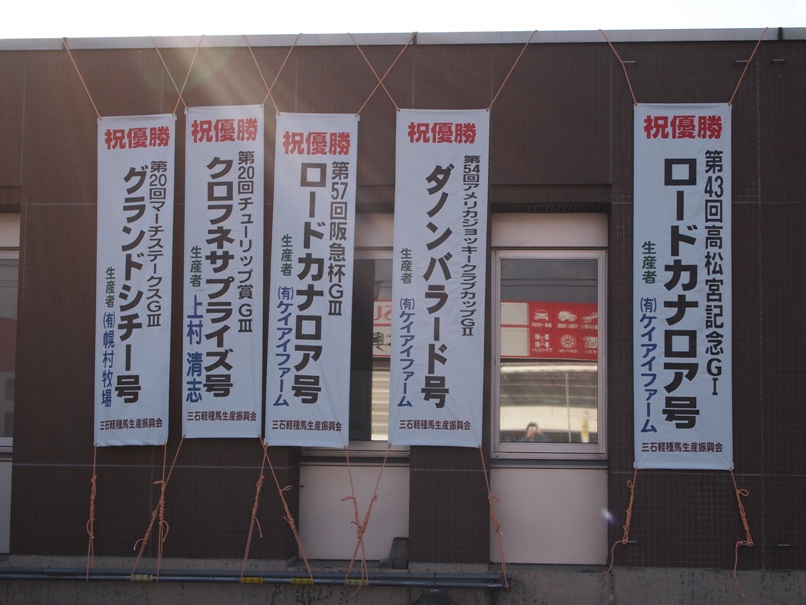 祝優勝
第43回高松宮記念GⅠ
ロードカナロア号
生産者
(有)ケイアイファーム
三石軽種馬生産振興会
祝優勝
第54回アメリカジョッキークラブカップGⅡ
ダノンバラード号
生産者
(有)ケイアイファーム
三石軽種馬生産振興会
祝優勝
第57回阪急杯GⅢ
ロードカナロア号
生産者
(有)ケイアイファーム
三石軽種馬生産振興会
祝優勝
第20回チューリップ賞GⅢ
クロフネサプライズ号
生産者
上村 清志
三石軽種馬生産振興会
祝優勝
第20回マーチステークスGⅢ
グランドシチー号
生産者
(有)幌村牧場
三石軽種馬生産振興会